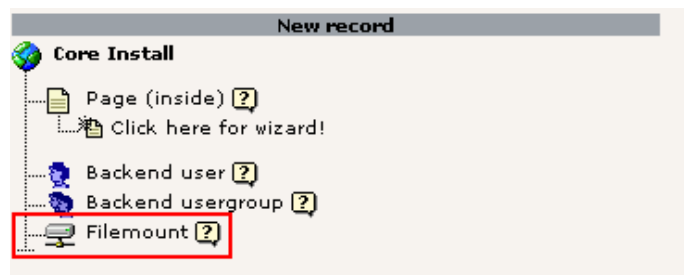 New record
Core Install
Page (inside) ?
Click here for wizard!
Backend user ?
Backend usergroup ?
Filemount ?